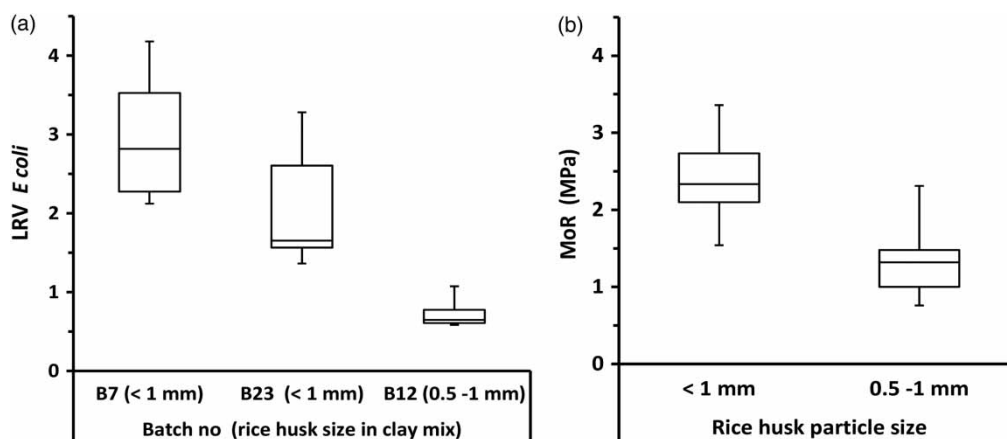 (a)
LRV E coli
4
3
2
1
0
B7 (< 1 mm) B23 (< 1 mm) B12 (0.5 -1 mm)
Batch no (rice husk size in clay mix)
(b)
MoR (MPa)
4
3
2
1
0
< 1 mm 0.5 -1 mm
Rice husk particle size